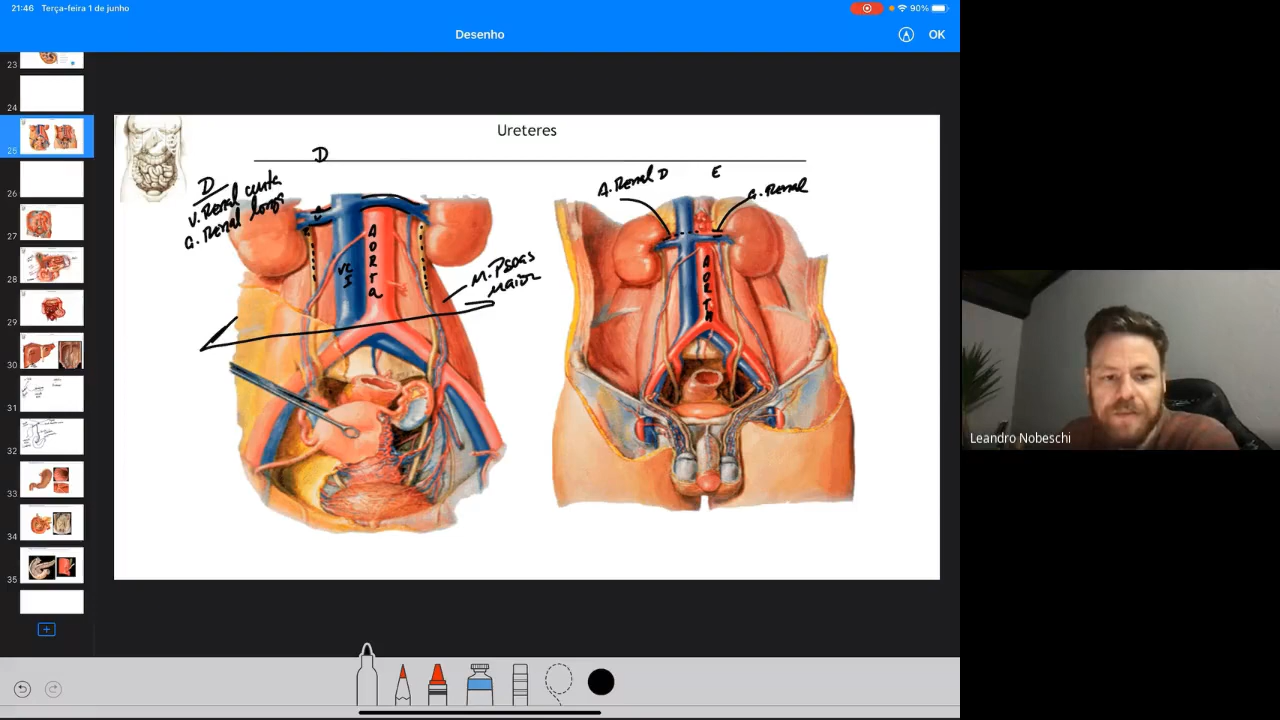 21:46 Terça-feira 1 de junho
90%
Desenho
OK
23
24
25
26
27
28
29
30
31
32
33
34
35
Ureteres
D
D
V. Renal curta
a. Renal longa
A
V
VC
I
AORTA
M. Psoas
Maior
A. Renal D
E
a. Renal
AORTA
Leandro Nobeschi